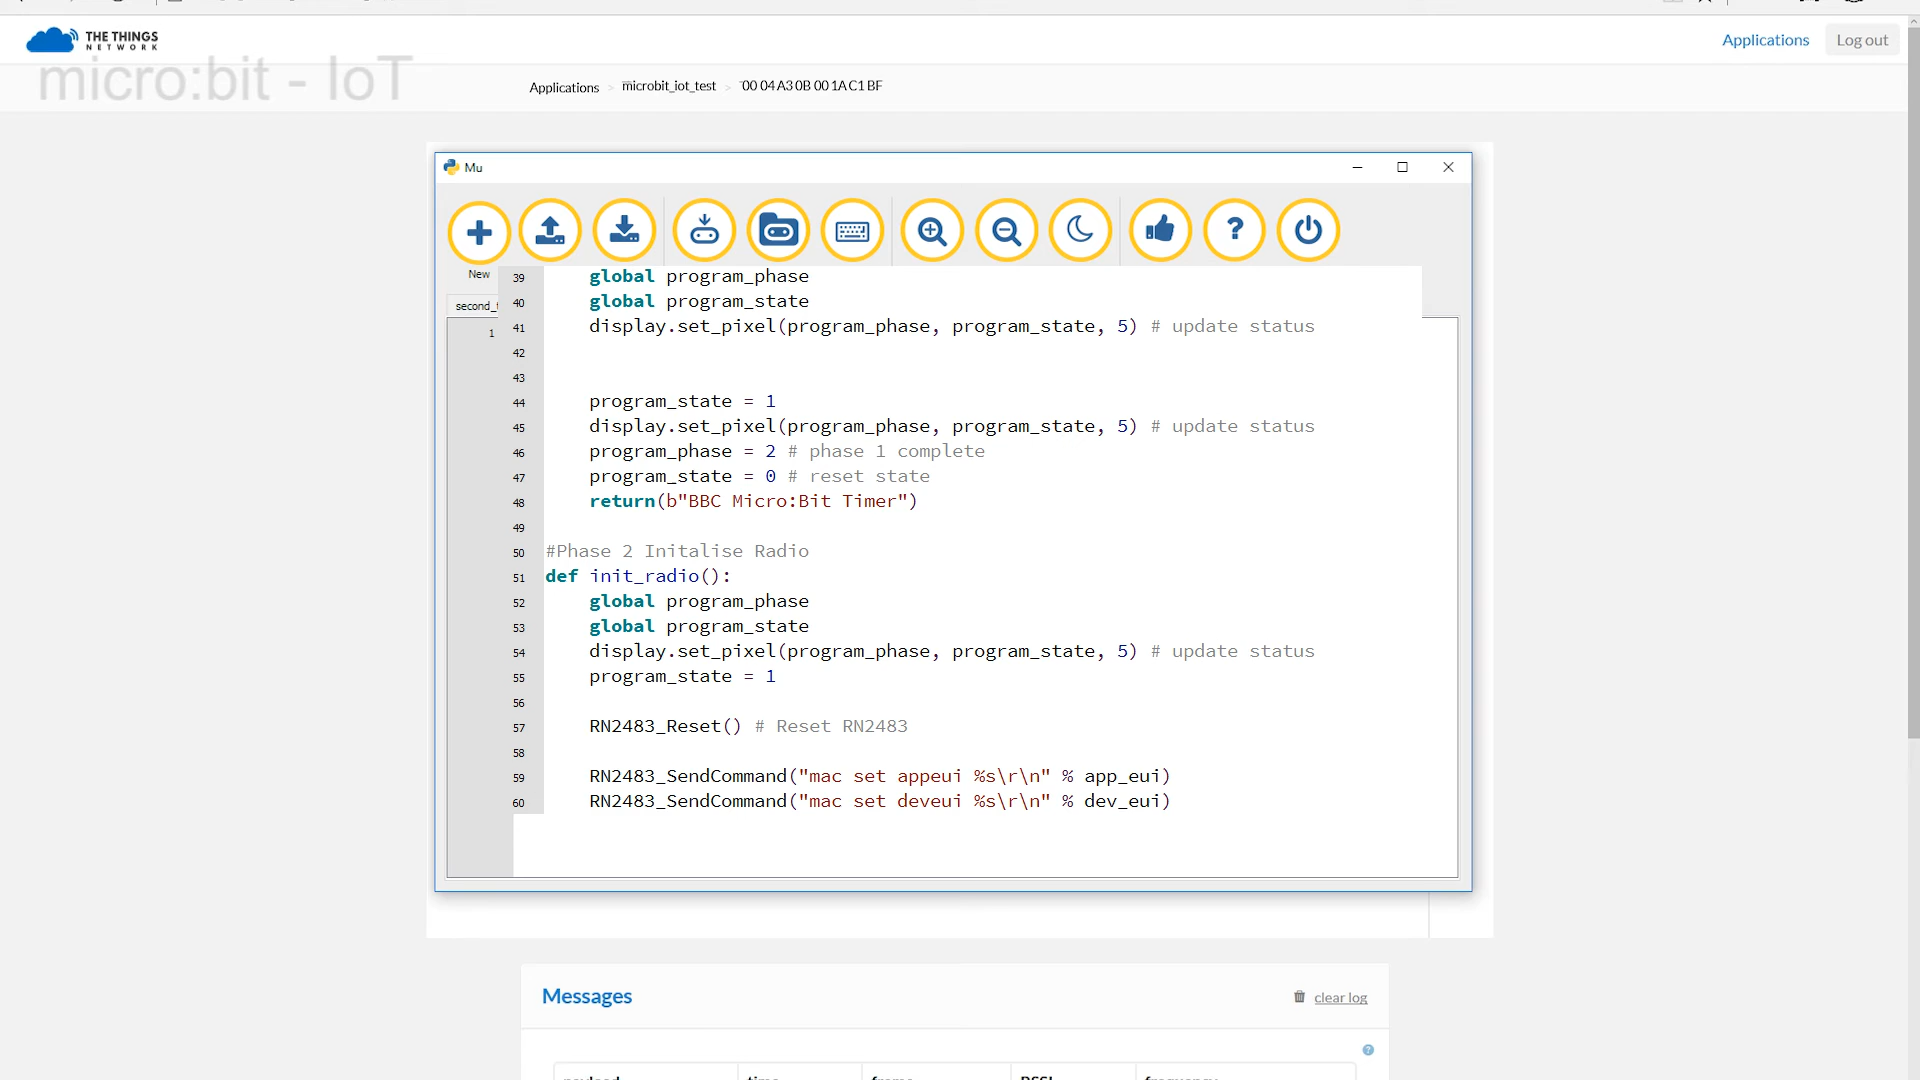 THE THINGS
NETWORK
micro:bit - IoT
Applications
Log out
Applications > microbit_iot_test > 00 04 A3 0B 00 1A C1 BF
Mu
New
second_
1
39 global program_phase
40 global program_state
41 display.set_pixel(program_phase, program_state, 5) # update status
42
43
44 program_state = 1
45 display.set_pixel(program_phase, program_state, 5) # update status
46 program_phase = 2 # phase 1 complete
47 program_state = 0 # reset state
48 return(b"BBC Micro:Bit Timer")
49
50 #Phase 2 Initalise Radio
51 def init_radio():
52 global program_phase
53 global program_state
54 display.set_pixel(program_phase, program_state, 5) # update status
55 program_state = 1
56
57 RN2483_Reset() # Reset RN2483
58
59 RN2483_SendCommand("mac set appeui %s\r\n" % app_eui)
60 RN2483_SendCommand("mac set deveui %s\r\n" % dev_eui)
Messages
clear log
payload time frame RSSI frequency